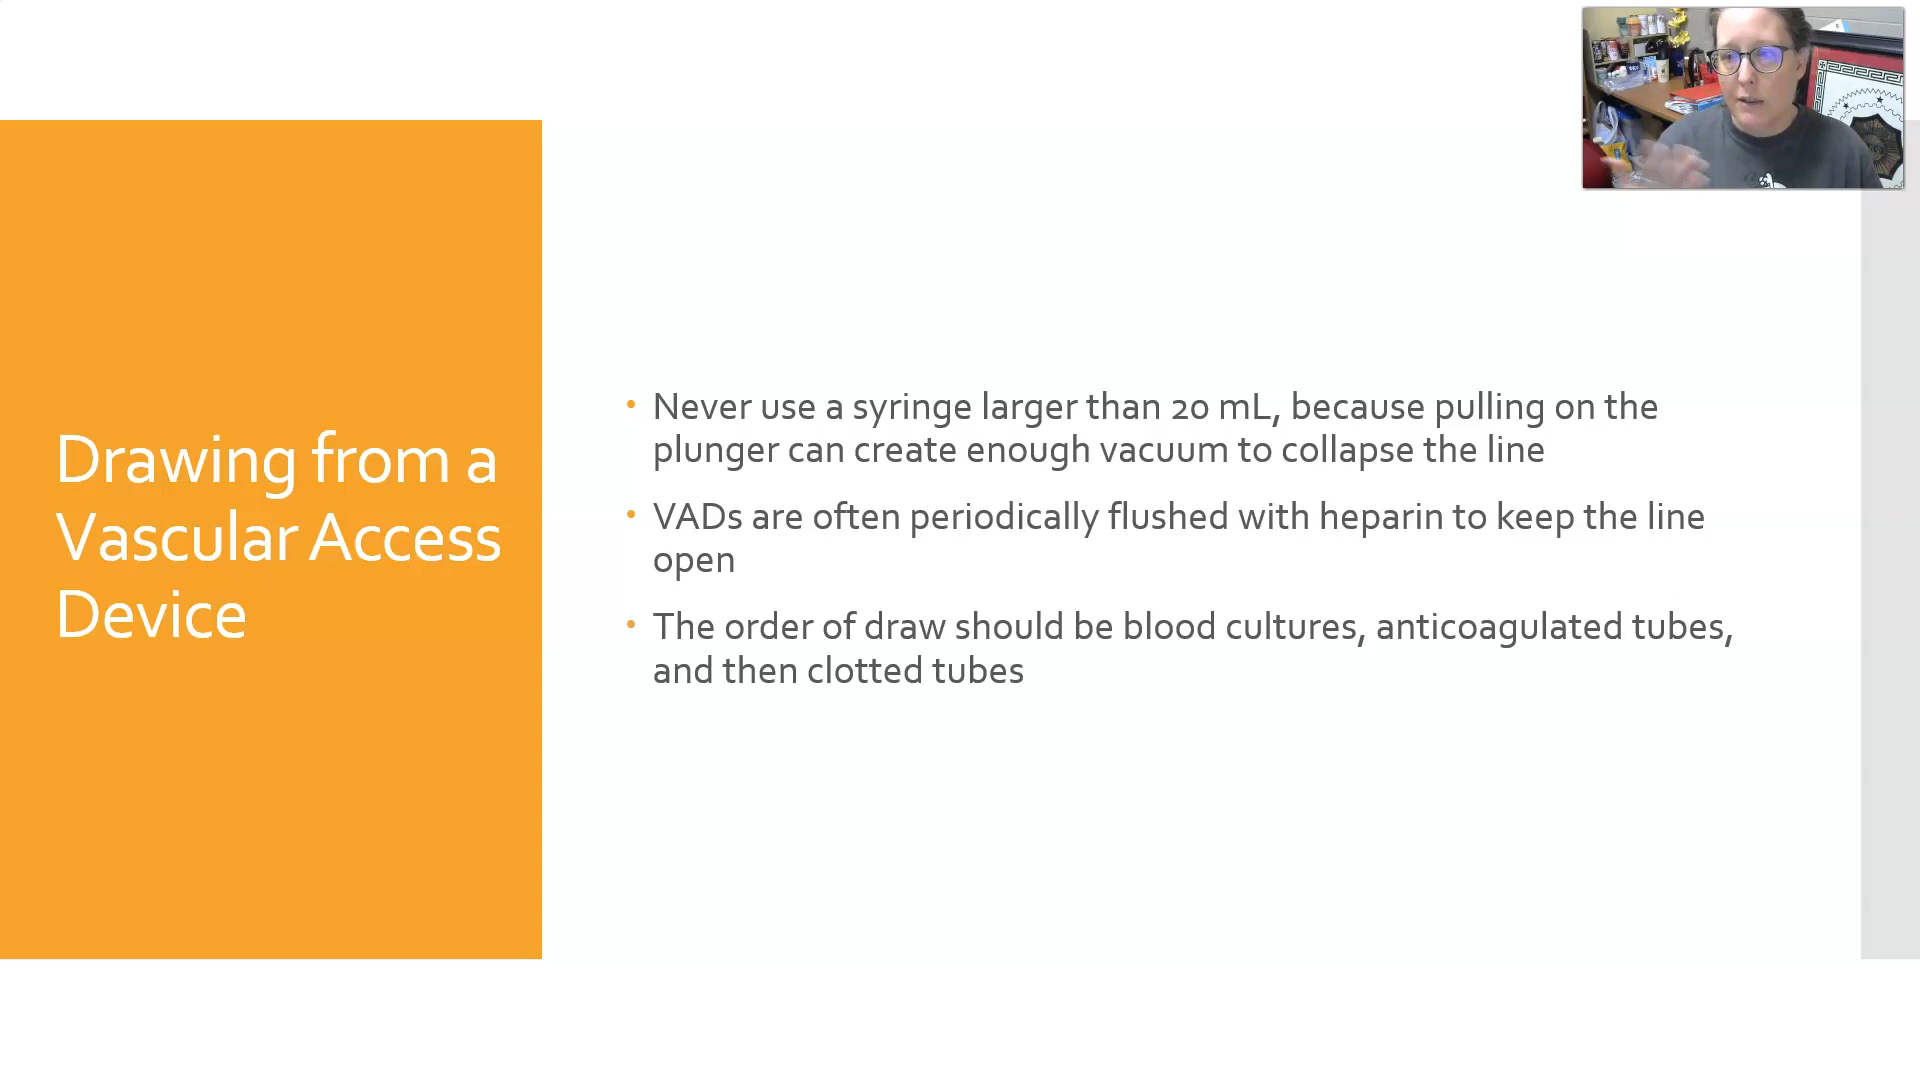 Drawing from a
Vascular Access
Device
Never use a syringe larger than 20 mL, because pulling on the
plunger can create enough vacuum to collapse the line
VADs are often periodically flushed with heparin to keep the line
open
The order of draw should be blood cultures, anticoagulated tubes,
and then clotted tubes